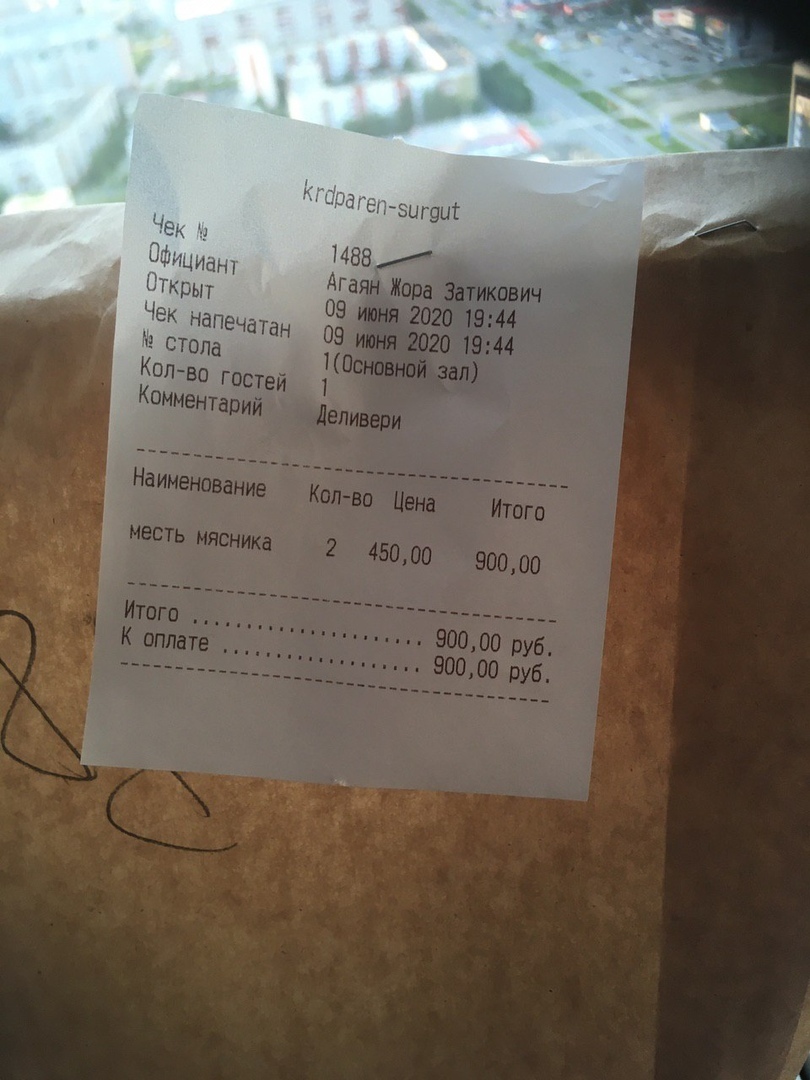 krdparen-surgut
Чек № 1488
Официант Агаян Жора Затикович
Открыт 09 июня 2020 19:44
Чек напечатан 09 июня 2020 19:44
№ стола 1(Основной зал)
Кол-во гостей 1
Комментарий Деливери
Наименование Кол-во Цена Итого
месть мясника 2 450,00 900,00
Итого ...................... 900,00 руб.
К оплате ................... 900,00 руб.